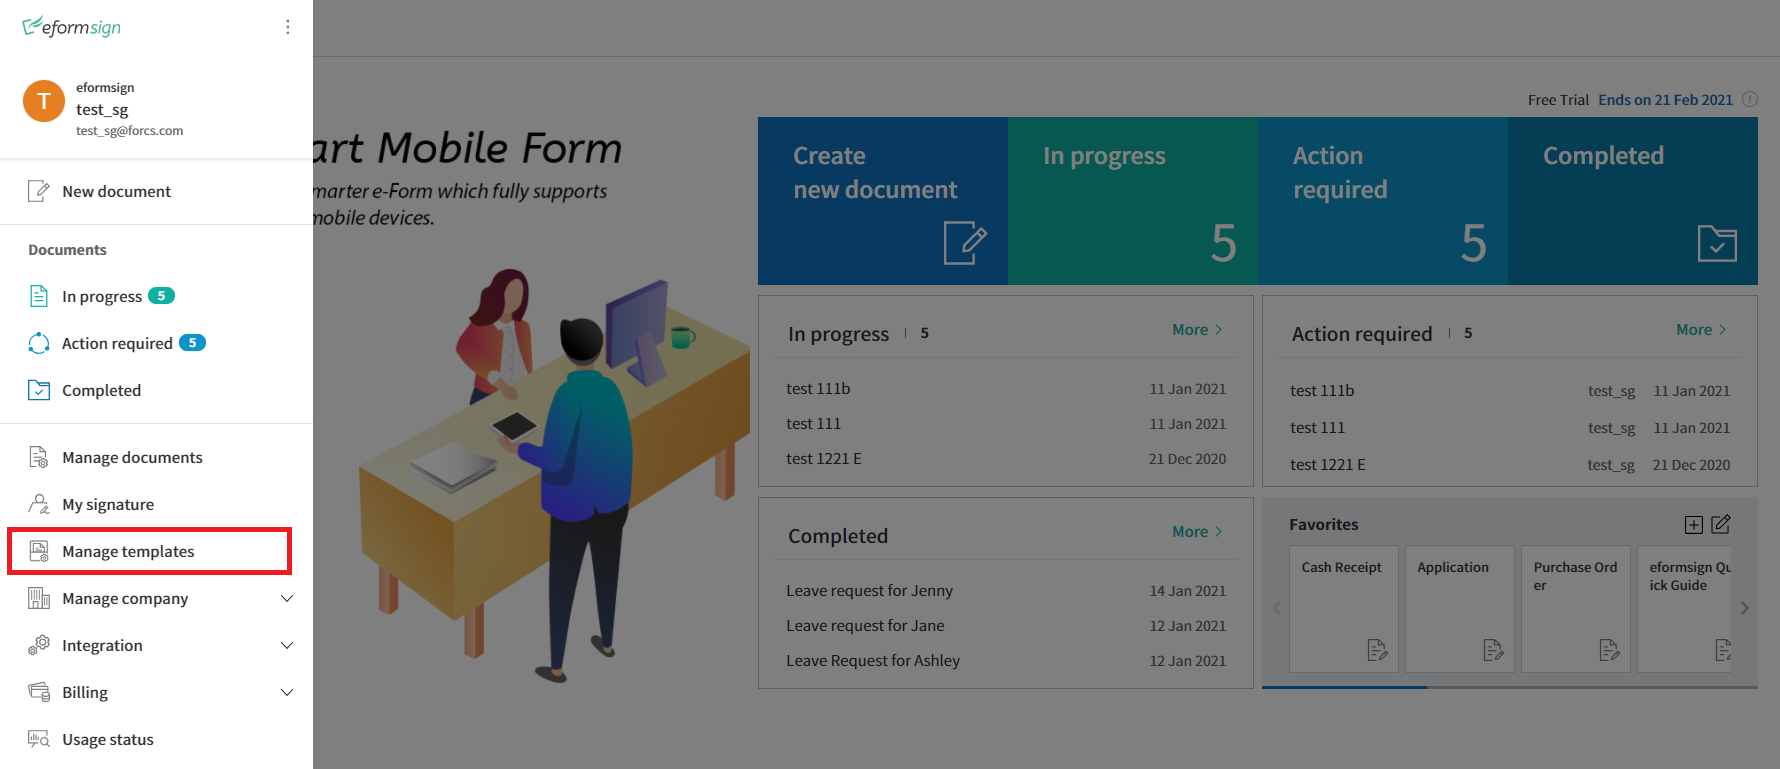 eformsign
T
eformsign
test_sg
test_sg@forcs.com
New document
Documents
In progress 5
Action required 5
Completed
Manage documents
My signature
Manage templates
Manage company
Integration
Billing
Usage status
art Mobile Form
marter e-Form which fully supports
mobile devices.
Free Trial Ends on 21 Feb 2021
Create
new document
In progress
5
Action
required
5
Completed
In progress 5 More
test 111b 11 Jan 2021
test 111 11 Jan 2021
test 1221 E 21 Dec 2020
Action required 5 More
test 111b test_sg 11 Jan 2021
test 111 test_sg 11 Jan 2021
test 1221 E test_sg 21 Dec 2020
Completed More
Leave request for Jenny 14 Jan 2021
Leave request for Jane 12 Jan 2021
Leave Request for Ashley 12 Jan 2021
Favorites
Cash Receipt
Application
Purchase Ord
er
eformsign Qu
ick Guide